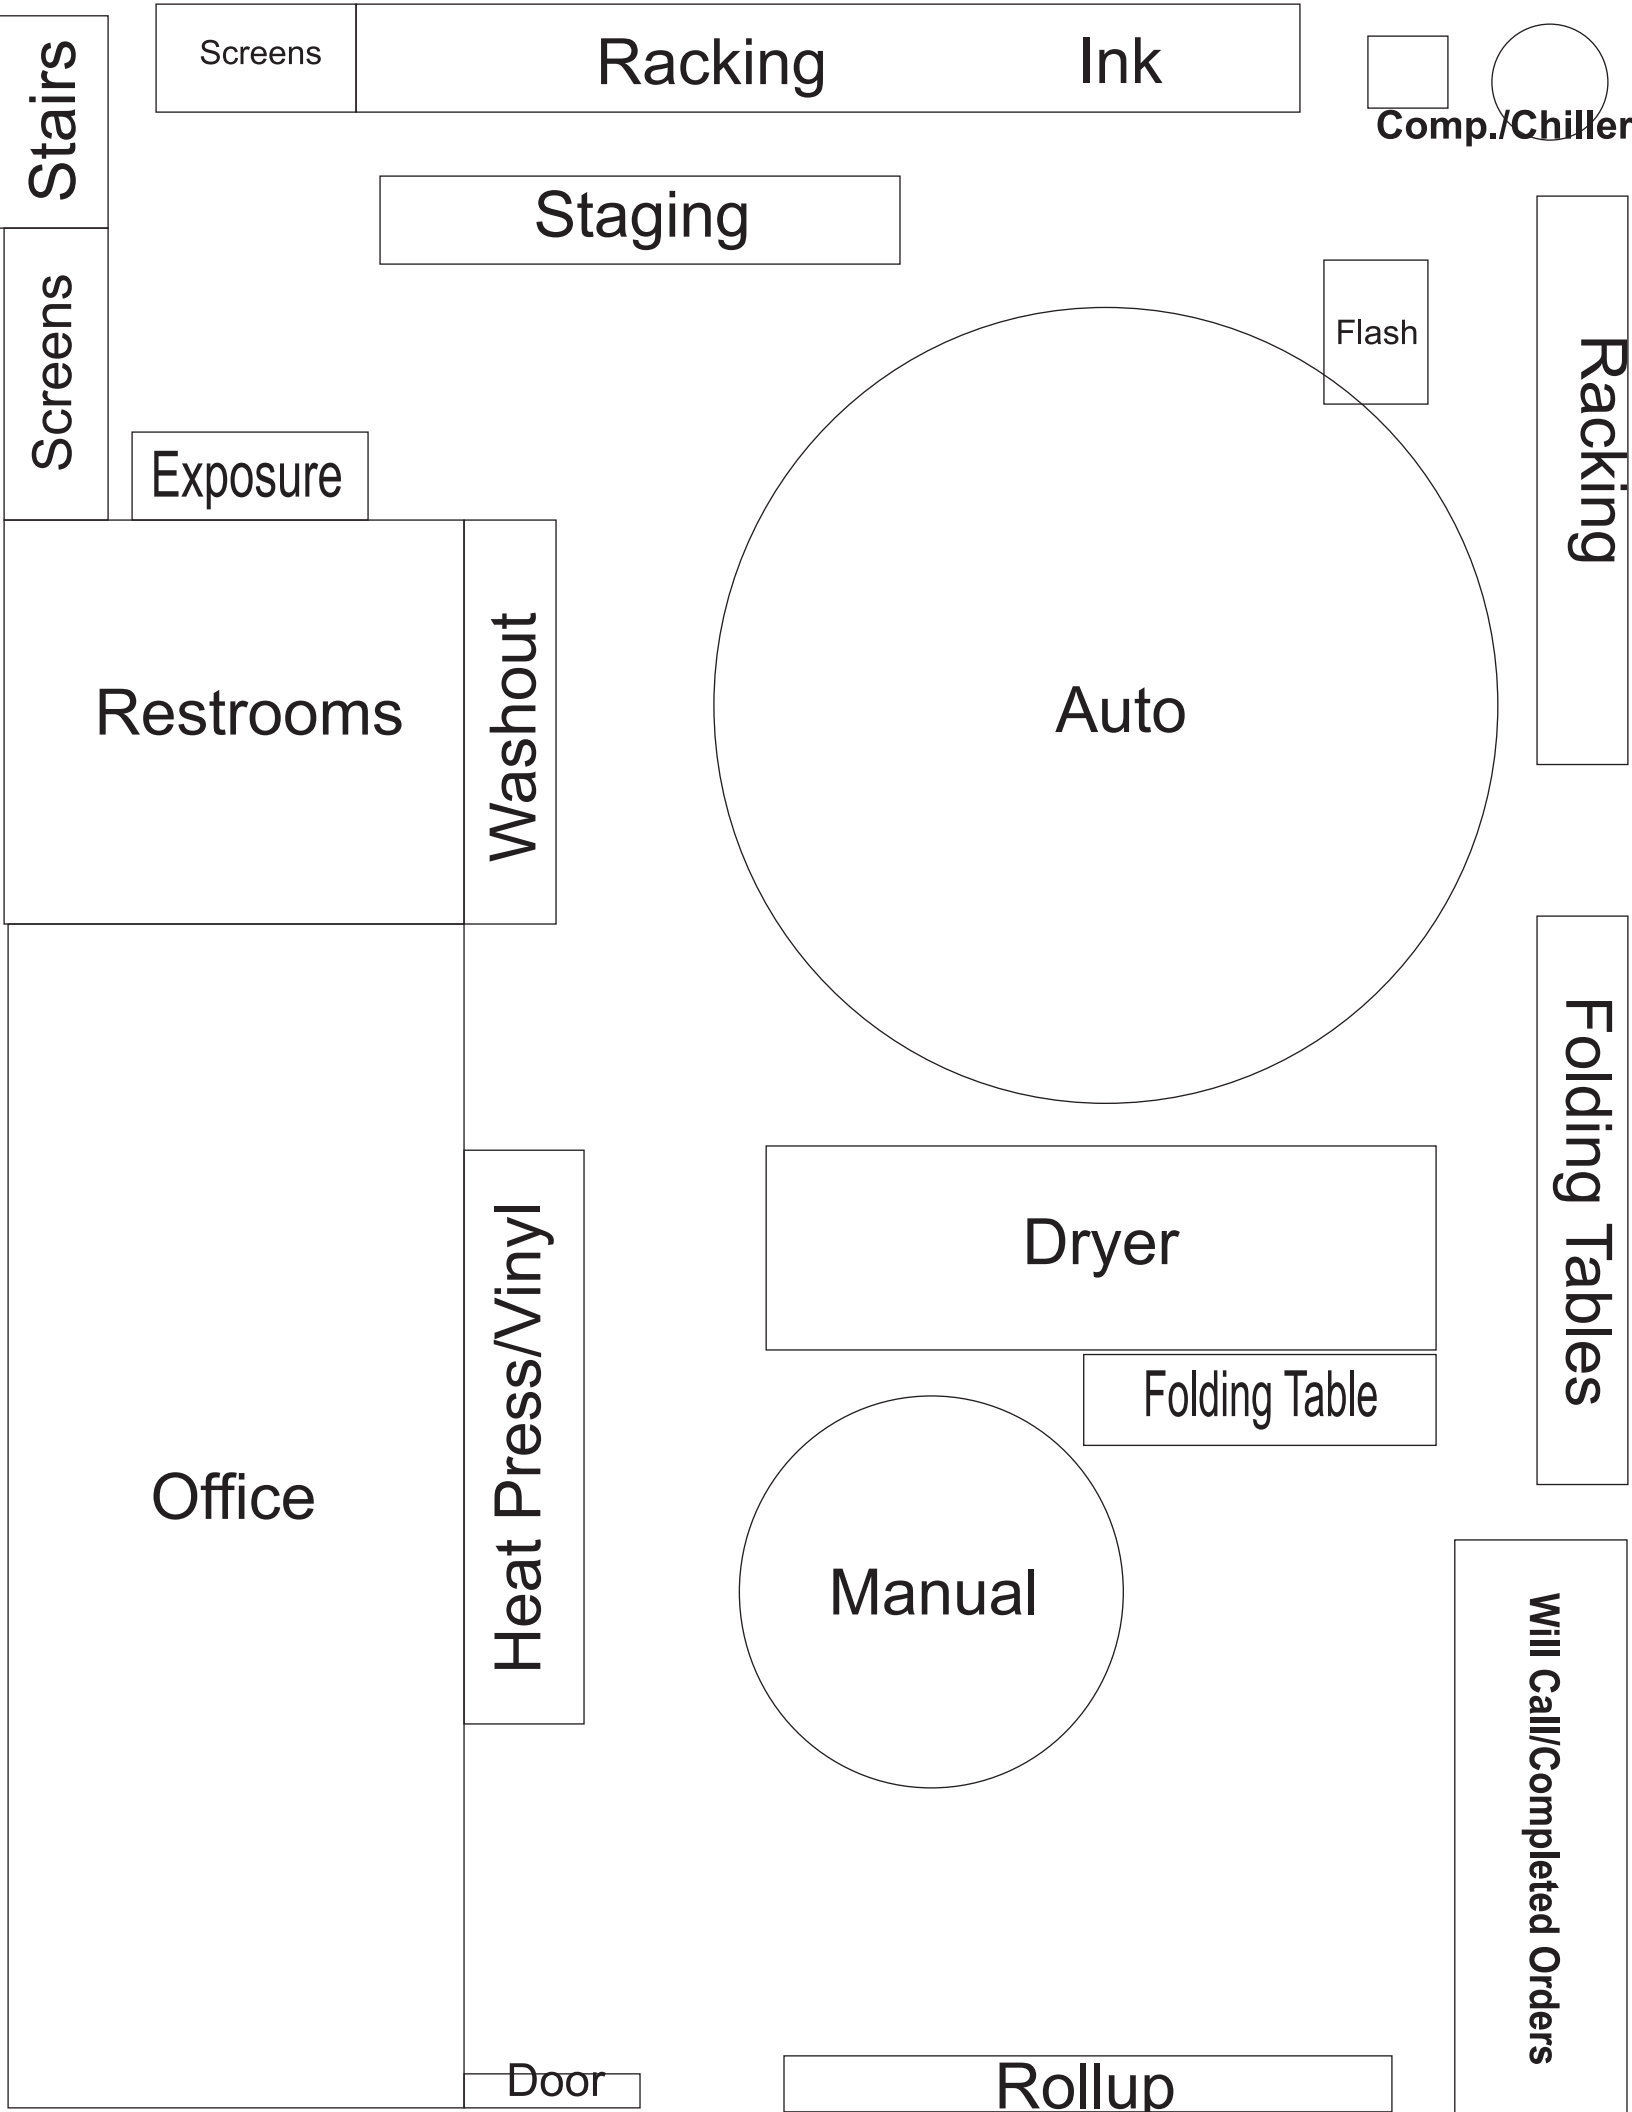 Stairs
Screens
Racking
Ink
Comp./Chiller
Staging
Screens
Flash
Racking
Exposure
Restrooms
Washout
Auto
Folding Tables
Dryer
Heat Press/Vinyl
Folding Table
Office
Manual
Will Call/Completed Orders
Door
Rollup